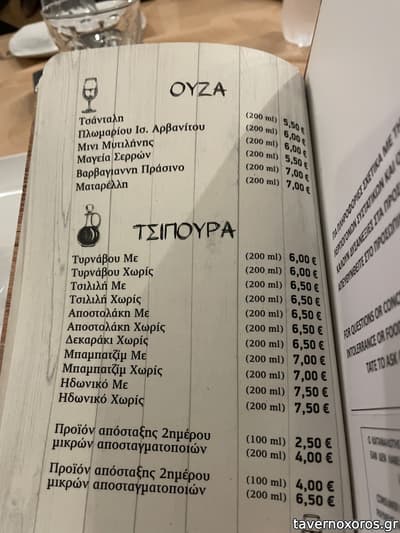 ΟΥΖΑ
Τσάνταλη (200 ml) 5,50 €
Πλωμαρίου Ισ. Αρβανίτου (200 ml) 6,00 €
Μινι Μυτιλήνης (200 ml) 6,00 €
Μαγεία Σερρών (200 ml) 5,50 €
Βαρβαγιαννη Πράσινο (200 ml) 7,00 €
Ματαρέλλη (200 ml) 7,00 €
ΤΣΙΠΟΥΡΑ
Τυρνάβου Με (200 ml) 6,00 €
Τυρνάβου Χωρίς (200 ml) 6,00 €
Τσιλιλή Με (200 ml) 6,50 €
Τσιλιλή Χωρίς (200 ml) 6,50 €
Αποστολάκη Με (200 ml) 6,50 €
Αποστολάκη Χωρίς (200 ml) 6,50 €
Δεκαράκι Χωρίς (200 ml) 6,50 €
Μπαμπατζίμ Με (200 ml) 7,00 €
Μπαμπατζίμ Χωρίς (200 ml) 7,00 €
Ηδωνικό Με (200 ml) 7,50 €
Ηδωνικό Χωρίς (200 ml) 7,50 €
Προϊόν απόσταξης 2ημέρου (100 ml) 2,50 €
μικρών αποσταγματοποιών (200 ml) 4,00 €
Προϊόν απόσταξης 2ημέρου (100 ml) 4,00 €
μικρών αποσταγματοποιών (200 ml) 6,50 €
FOR QUESTIONS OR
INTOLERANCE OR
TATE TO ASK
tavernoxoros.gr